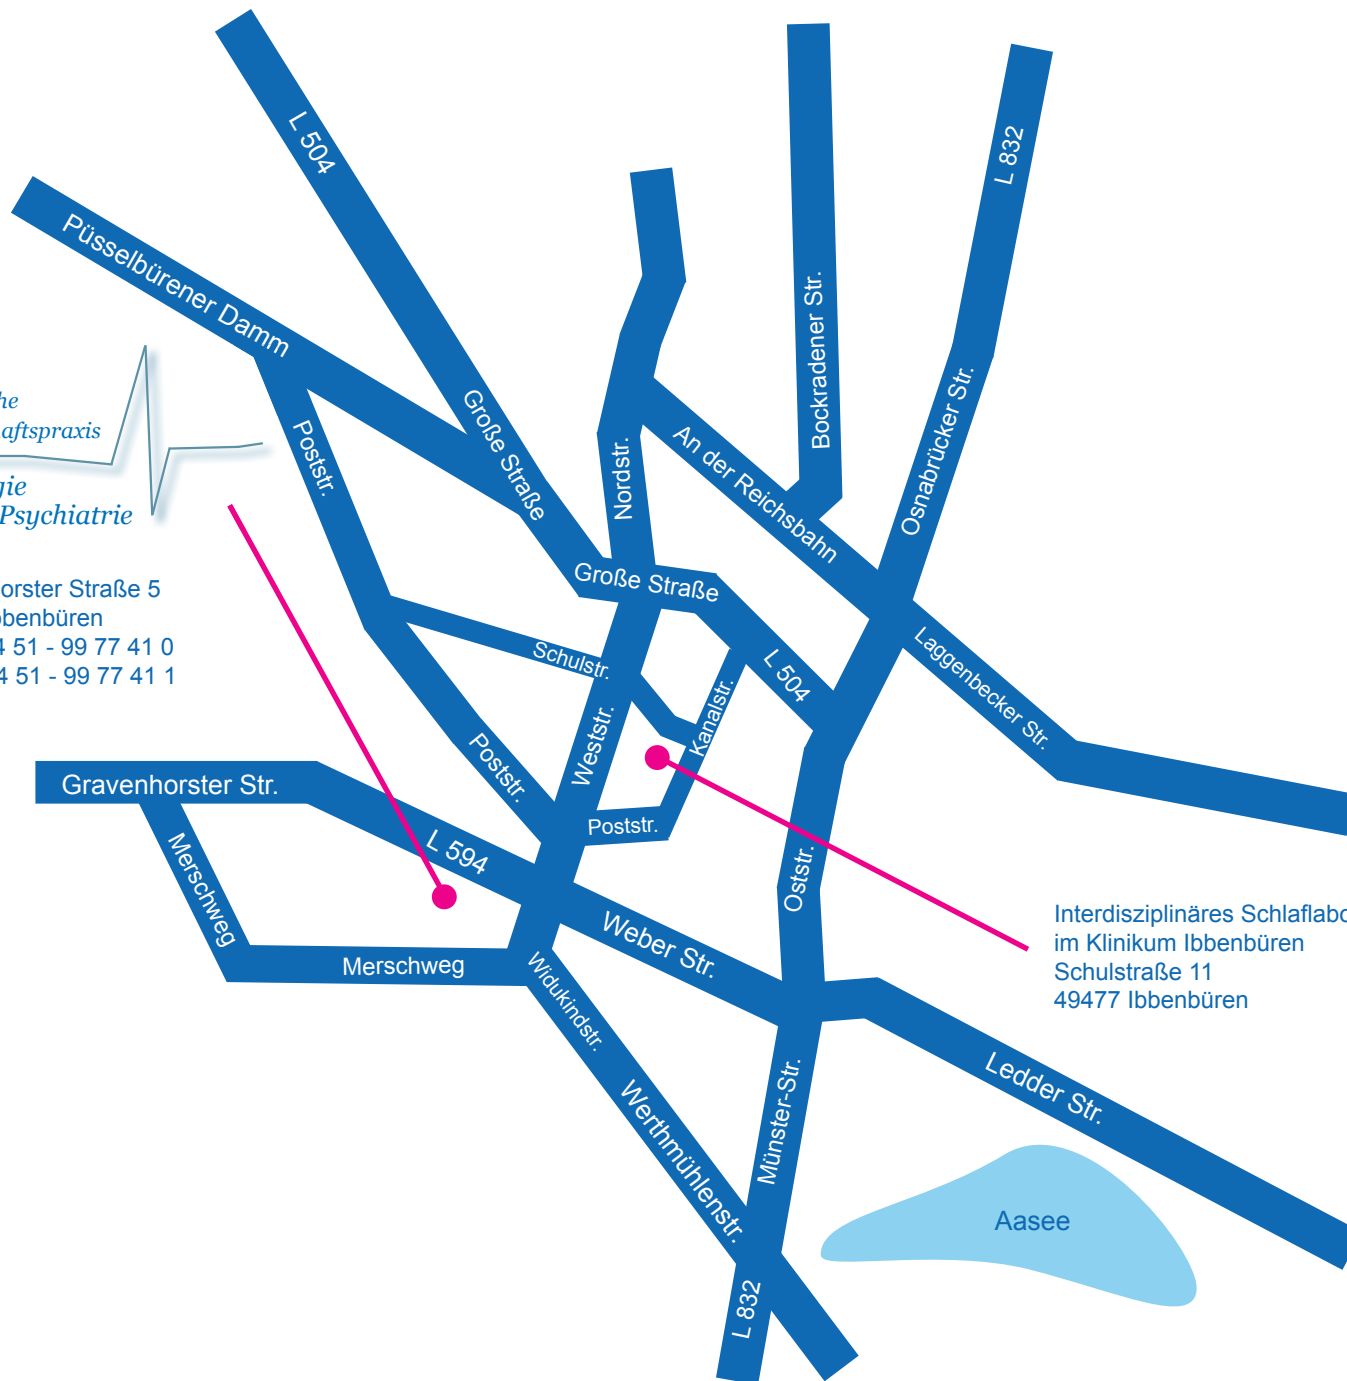 L 504
L 832
Püsselbürener Damm
Bockradener Str.
Osnabrücker Str.
Große Straße
Poststr.
Nordstr.
An der Reichsbahn
Psychiatrie
orster Straße 5
bbenbüren
4 51 - 99 77 41 0
4 51 - 99 77 41 1
Große Straße
Schulstr.
L 504
Kanalstr.
Laggenbecker Str.
Weststr.
Poststr.
Gravenhorster Str.
Poststr.
L 594
Merschweg
Oststr.
Weber Str.
Merschweg
Widukindstr.
Interdisziplinäres Schlaflabo
im Klinikum Ibbenbüren
Schulstraße 11
49477 Ibbenbüren
Ledder Str.
Werthmühlenstr.
Münster-Str.
Aasee
L 832